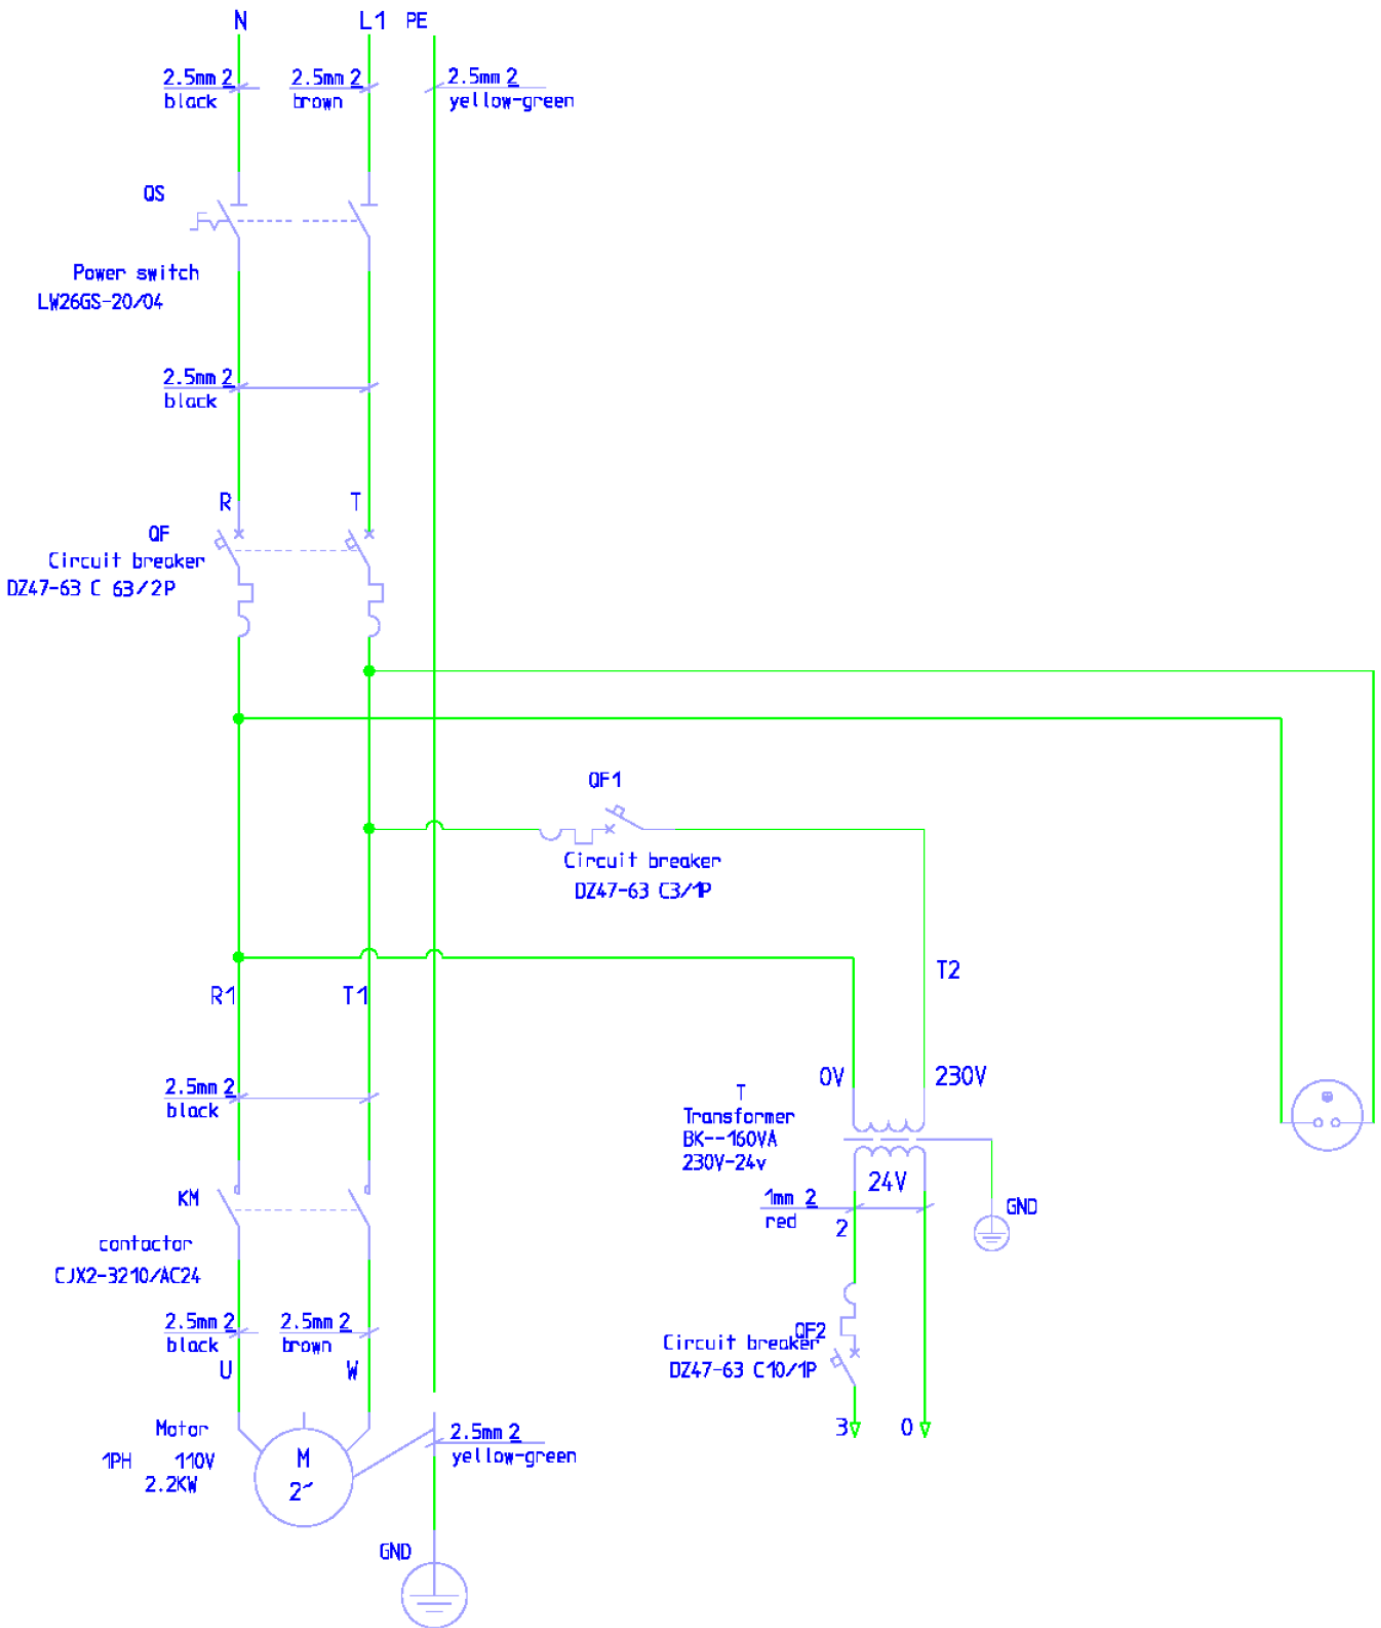 N L1 PE
2.5mm 2
black
2.5mm 2
brown
2.5mm 2
yellow-green
QS
Power switch
LW26GS-20/04
2.5mm 2
black
R T
QF
Circuit breaker
DZ47-63 C 63/2P
QF1
Circuit breaker
DZ47-63 C3/1P
T2
R1 T1
0V 230V
2.5mm 2
black
T
Transformer
BK--160VA
230V-24v
24V
1mm 2
red
2
GND
KM
contactor
CJX2-3210/AC24
2.5mm 2
black
2.5mm 2
brown
U W
QF2
Circuit breaker
DZ47-63 C10/1P
3 0
Motor
1PH 110V
2.2KW
M
2~
2.5mm 2
yellow-green
GND